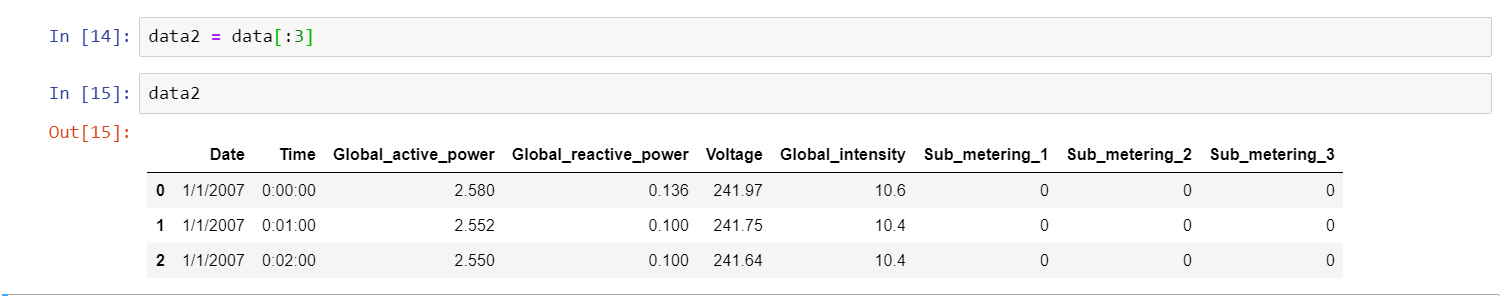 In [14]: data2 = data[:3]
In [15]: data2
Out[15]:
Date Time Global_active_power Global_reactive_power Voltage Global_intensity Sub_metering_1 Sub_metering_2 Sub_metering_3
0 1/1/2007 0:00:00 2.580 0.136 241.97 10.6 0 0 0
1 1/1/2007 0:01:00 2.552 0.100 241.75 10.4 0 0 0
2 1/1/2007 0:02:00 2.550 0.100 241.64 10.4 0 0 0